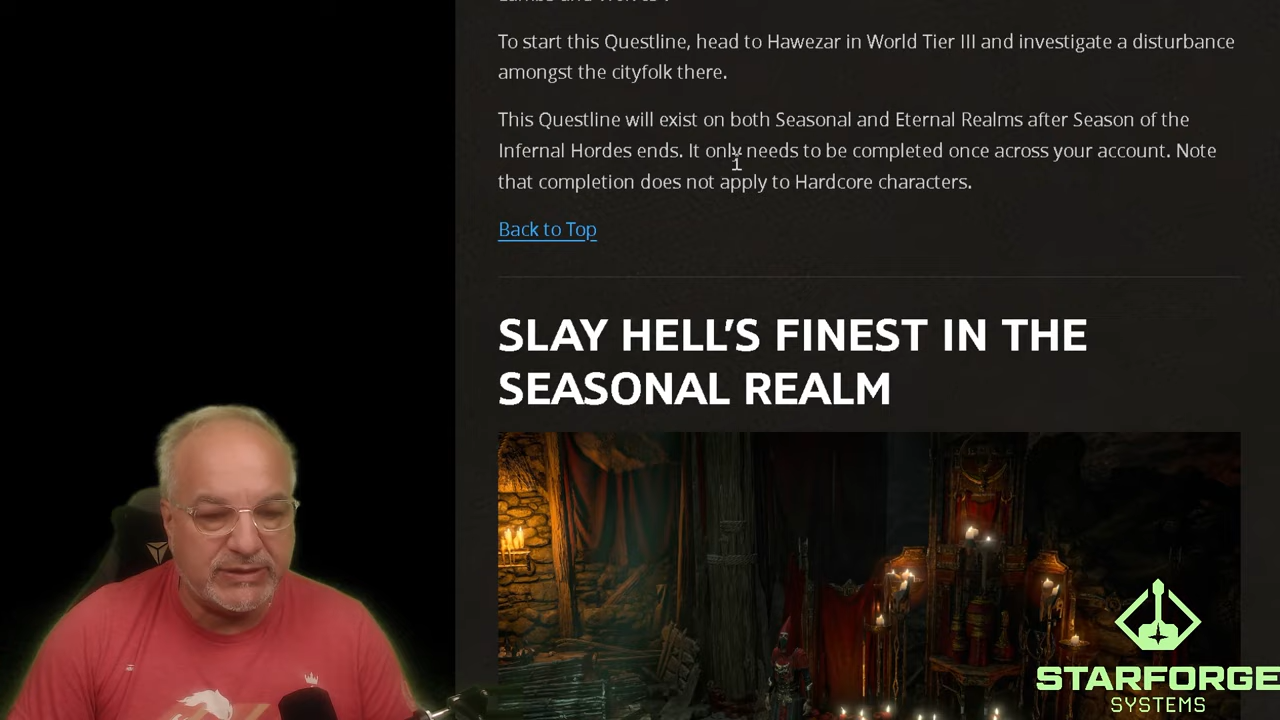 To start this Questline, head to Hawezar in World Tier III and investigate a disturbance
amongst the cityfolk there.
This Questline will exist on both Seasonal and Eternal Realms after Season of the
Infernal Hordes ends. It only needs to be completed once across your account. Note
that completion does not apply to Hardcore characters.
Back to Top
SLAY HELL’S FINEST IN THE
SEASONAL REALM
STARFORGE
SYSTEMS